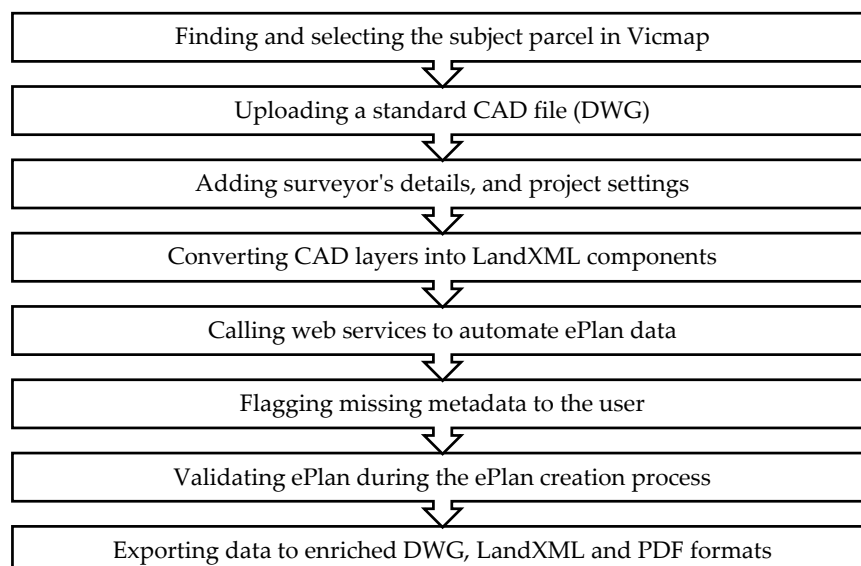 Finding and selecting the subject parcel in Vicmap
Uploading a standard CAD file (DWG)
Adding surveyor's details, and project settings
Converting CAD layers into LandXML components
Calling web services to automate ePlan data
Flagging missing metadata to the user
Validating ePlan during the ePlan creation process
Exporting data to enriched DWG, LandXML and PDF formats